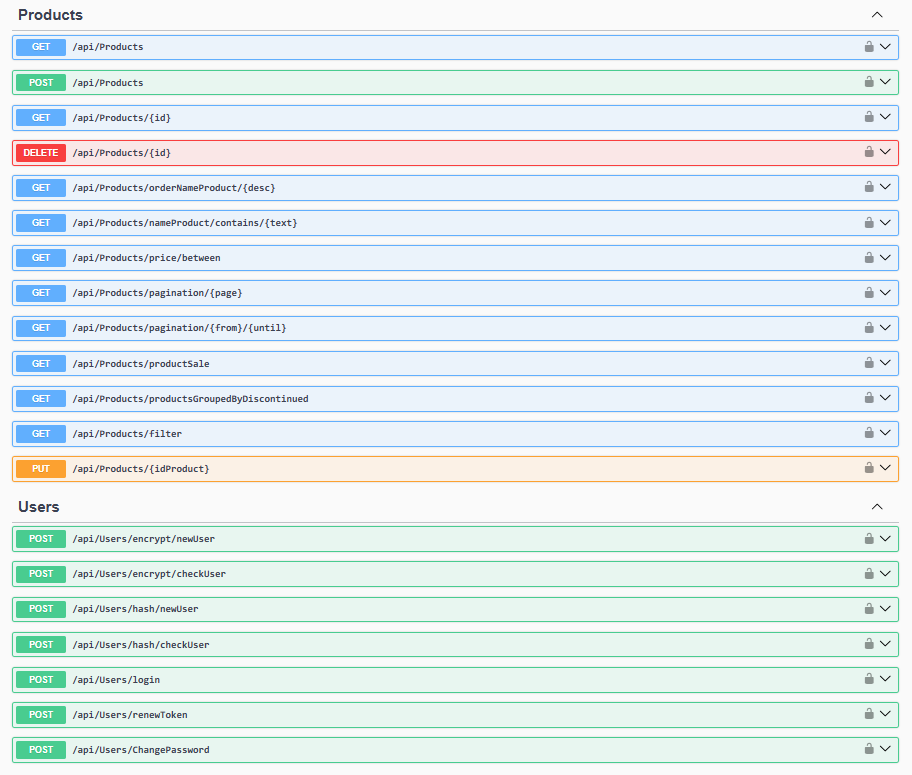 Products
GET /api/Products
POST /api/Products
GET /api/Products/{id}
DELETE /api/Products/{id}
GET /api/Products/orderNameProduct/{desc}
GET /api/Products/nameProduct/contains/{text}
GET /api/Products/price/between
GET /api/Products/pagination/{page}
GET /api/Products/pagination/{from}/{until}
GET /api/Products/productSale
GET /api/Products/productsGroupedByDiscontinued
GET /api/Products/filter
PUT /api/Products/{idProduct}
Users
POST /api/Users/encrypt/newUser
POST /api/Users/encrypt/checkUser
POST /api/Users/hash/newUser
POST /api/Users/hash/checkUser
POST /api/Users/login
POST /api/Users/renewToken
POST /api/Users/ChangePassword